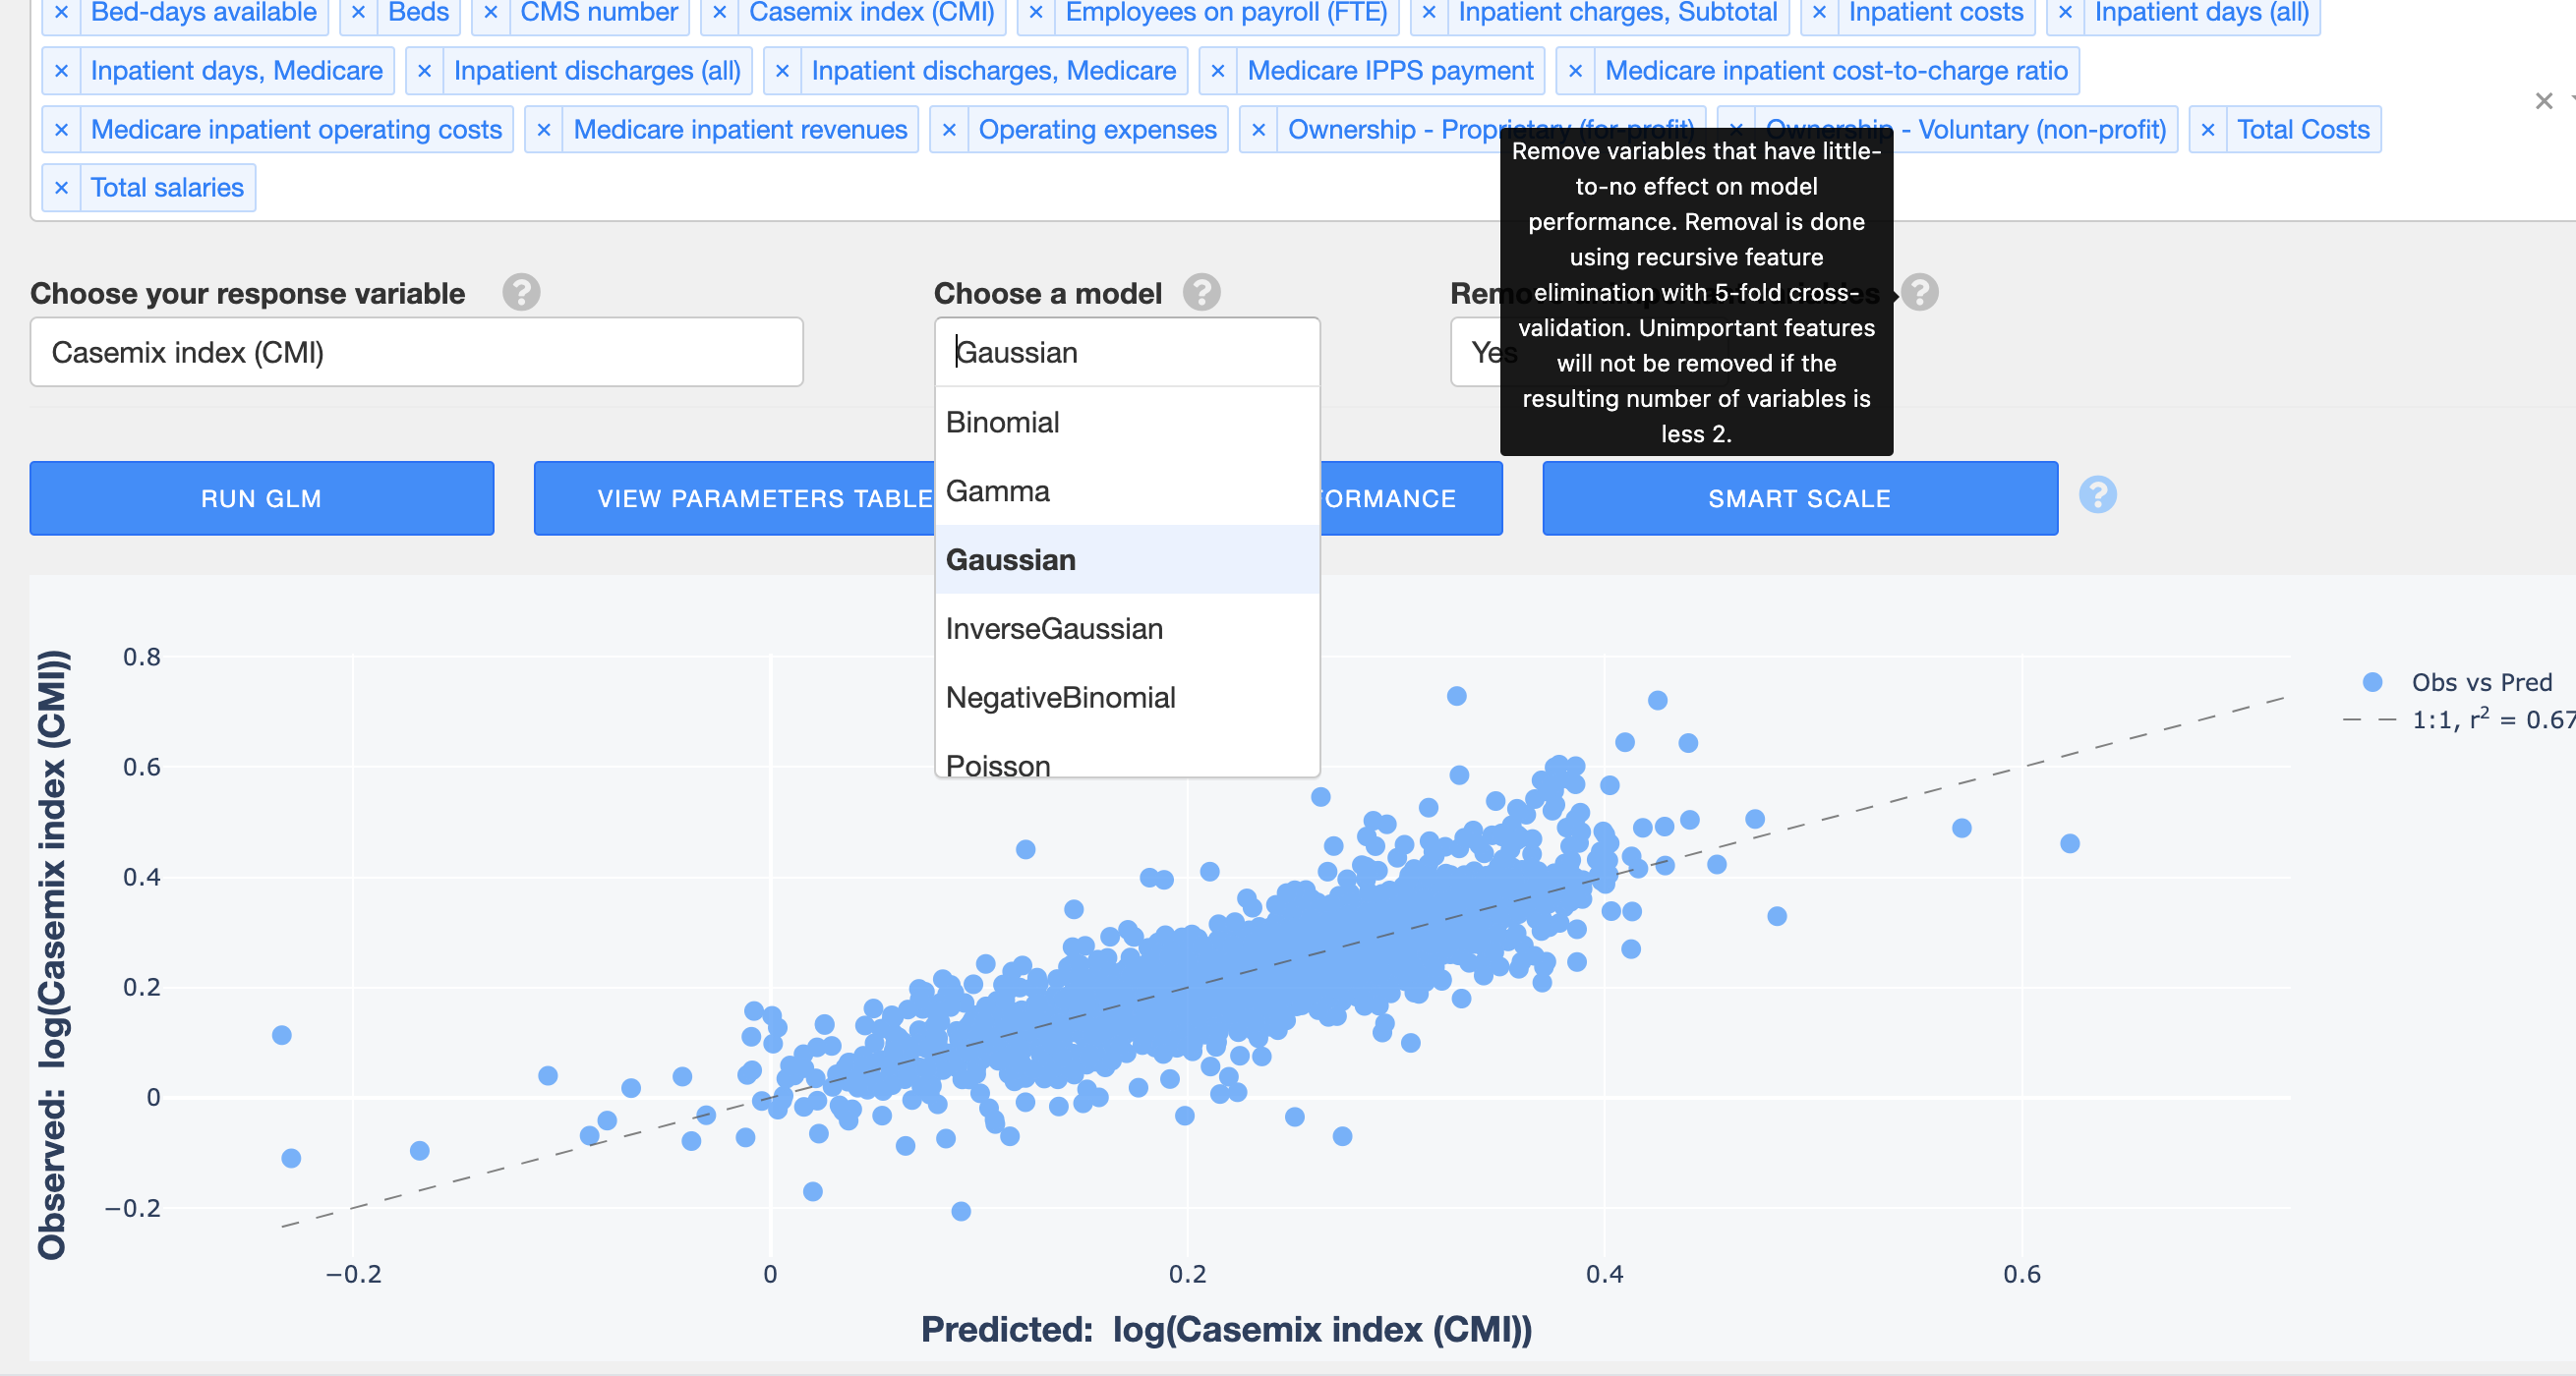 × Bed-days available × Beds × CMS number × Casemix index (CMI) × Employees on payroll (FTE) × Inpatient charges, Subtotal × Inpatient costs × Inpatient days (all)
× Inpatient days, Medicare × Inpatient discharges (all) × Inpatient discharges, Medicare × Medicare IPPS payment × Medicare inpatient cost-to-charge ratio
× Medicare inpatient operating costs × Medicare inpatient revenues × Operating expenses × Ownership - Proprietary (for-profit) × Ownership - Voluntary (non-profit) × Total Costs
× Total salaries
×
Remove variables that have little-
to-no effect on model
performance. Removal is done
using recursive feature
elimination with 5-fold cross-
validation. Unimportant features
will not be removed if the
resulting number of variables is
less 2.
Choose your response variable ?
Casemix index (CMI)
Choose a model ?
Gaussian
Binomial
Gamma
Gaussian
InverseGaussian
NegativeBinomial
Poisson
?
Yes
RUN GLM
VIEW PARAMETERS TABLE
SMART SCALE
?
Observed: log(Casemix index (CMI))
0.8
0.6
0.4
0.2
0
−0.2
−0.2 0 0.2 0.4 0.6
Predicted: log(Casemix index (CMI))
Obs vs Pred
1:1, r² = 0.67